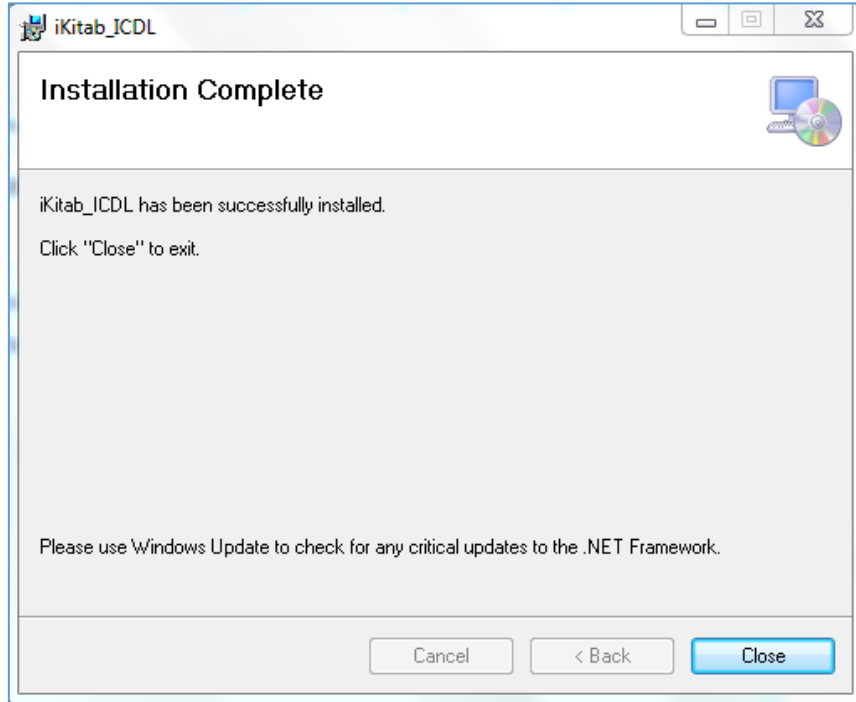 iKitab_ICDL
Installation Complete
iKitab_ICDL has been successfully installed.
Click "Close" to exit.
Please use Windows Update to check for any critical updates to the .NET Framework.
Cancel
< Back
Close